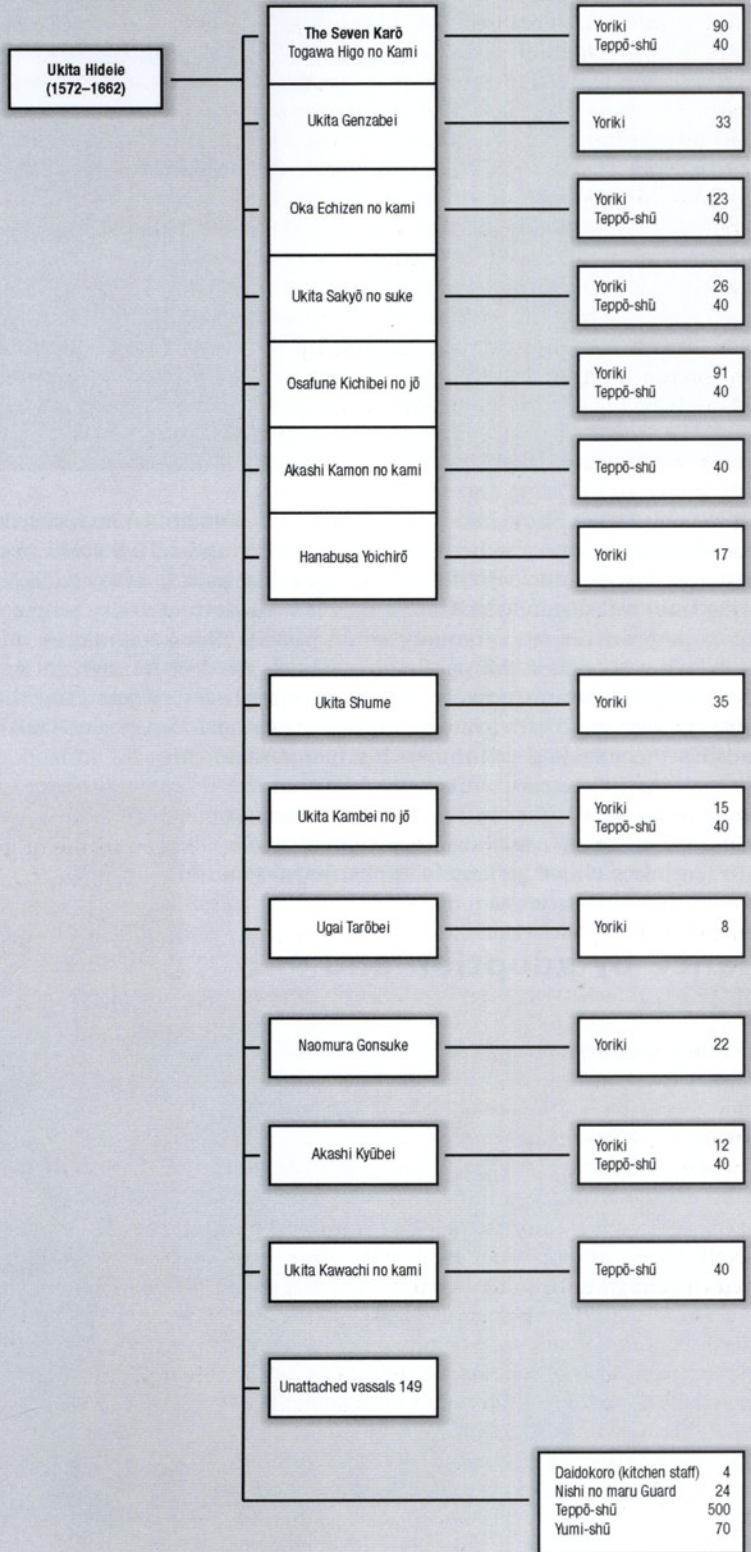 Ukita Hideie
(1572–1662)
The Seven Karō
Togawa Higo no Kami
Yoriki 90
Teppō-shū 40
Ukita Genzabei
Yoriki 33
Oka Echizen no kami
Yoriki 123
Teppō-shū 40
Ukita Sakyō no suke
Yoriki 26
Teppō-shū 40
Osafune Kichibei no jō
Yoriki 91
Teppō-shū 40
Akashi Kamon no kami
Teppō-shū 40
Hanabusa Yoichirō
Yoriki 17
Ukita Shume
Yoriki 35
Ukita Kambei no jō
Yoriki 15
Teppō-shū 40
Ugai Tarōbei
Yoriki 8
Naomura Gonsuke
Yoriki 22
Akashi Kyūbei
Yoriki 12
Teppō-shū 40
Ukita Kawachi no kami
Teppō-shū 40
Unattached vassals 149
Daidokoro (kitchen staff) 4
Nishi no maru Guard 24
Teppō-shū 500
Yumi-shū 70